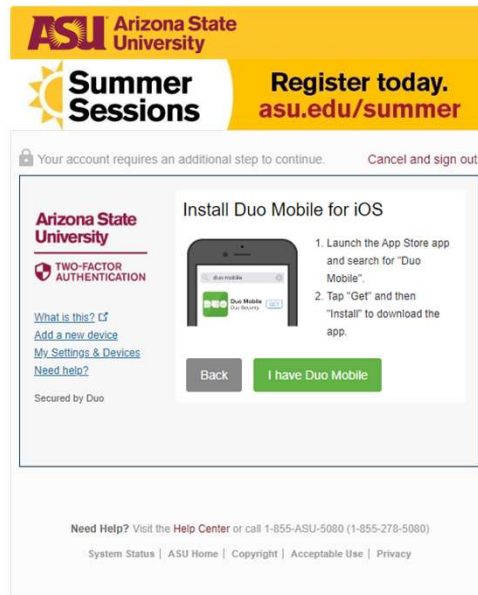 ASU Arizona State
University
Summer
Sessions
Register today.
asu.edu/summer
Your account requires an additional step to continue.
Cancel and sign out
Arizona State
University
TWO-FACTOR
AUTHENTICATION
What is this?
Add a new device
My Settings & Devices
Need help?
Secured by Duo
Install Duo Mobile for iOS
duo mobile
DUO
Duo Mobile
Duo Security
GET
1. Launch the App Store app
and search for "Duo
Mobile".
2. Tap "Get" and then
"Install" to download the
app.
Back
I have Duo Mobile
Need Help? Visit the Help Center or call 1-855-ASU-5080 (1-855-278-5080)
System Status | ASU Home | Copyright | Acceptable Use | Privacy